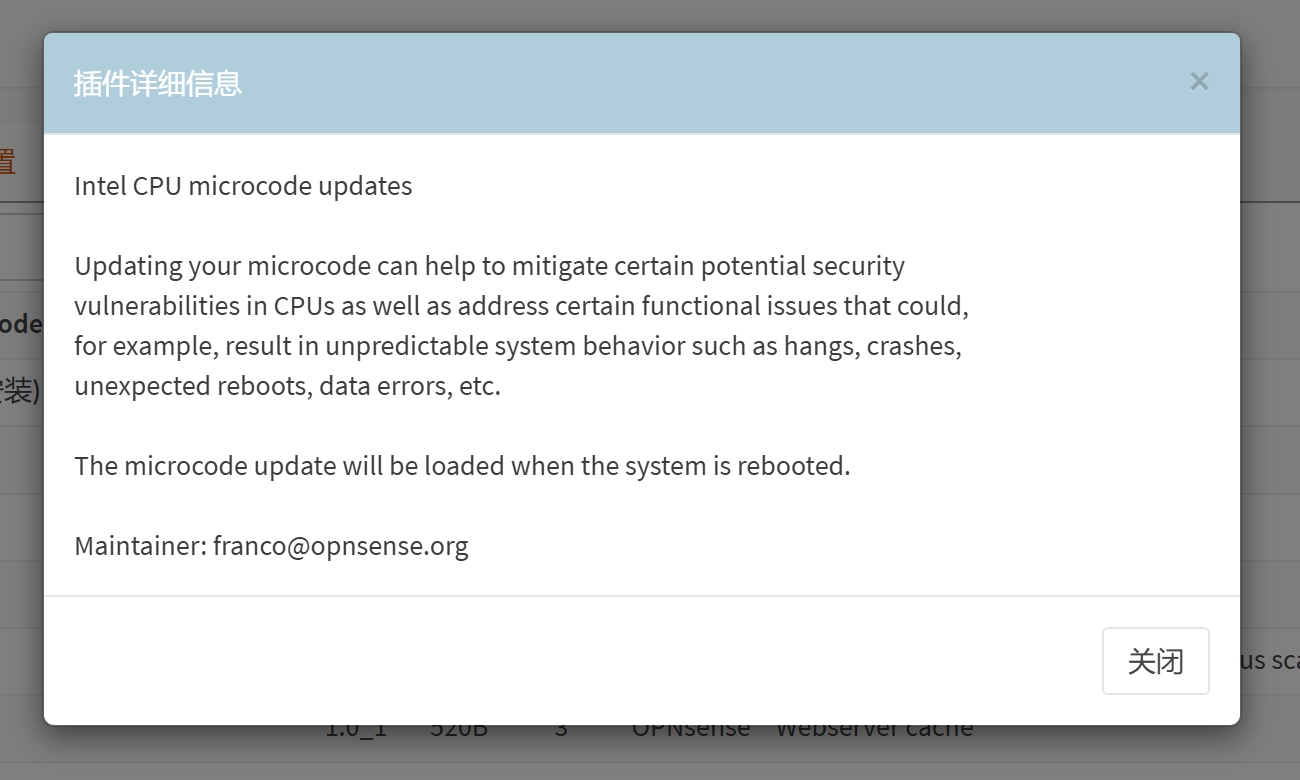 插件详细信息
×
置
Intel CPU microcode updates
Updating your microcode can help to mitigate certain potential security
vulnerabilities in CPUs as well as address certain functional issues that could,
ode
for example, result in unpredictable system behavior such as hangs, crashes,
unexpected reboots, data errors, etc.
装)
The microcode update will be loaded when the system is rebooted.
Maintainer: franco@opnsense.org
关闭
us sca
1.0_1 520B 3 OPNsense Webserver cache